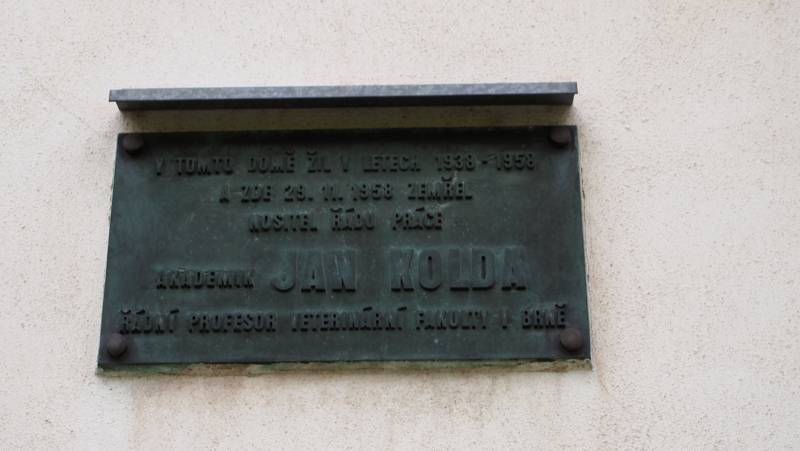 V TOMTO DOMĚ ŽIL V LETECH 1938-1958
A ZDE 29. 11. 1958 ZEMŘEL
NOSITEL ŘÁDU PRÁCE
AKADEMIK JAN KOLDA
ŘÁDNÝ PROFESOR VETERINÁRNÍ FAKULTY V BRNĚ